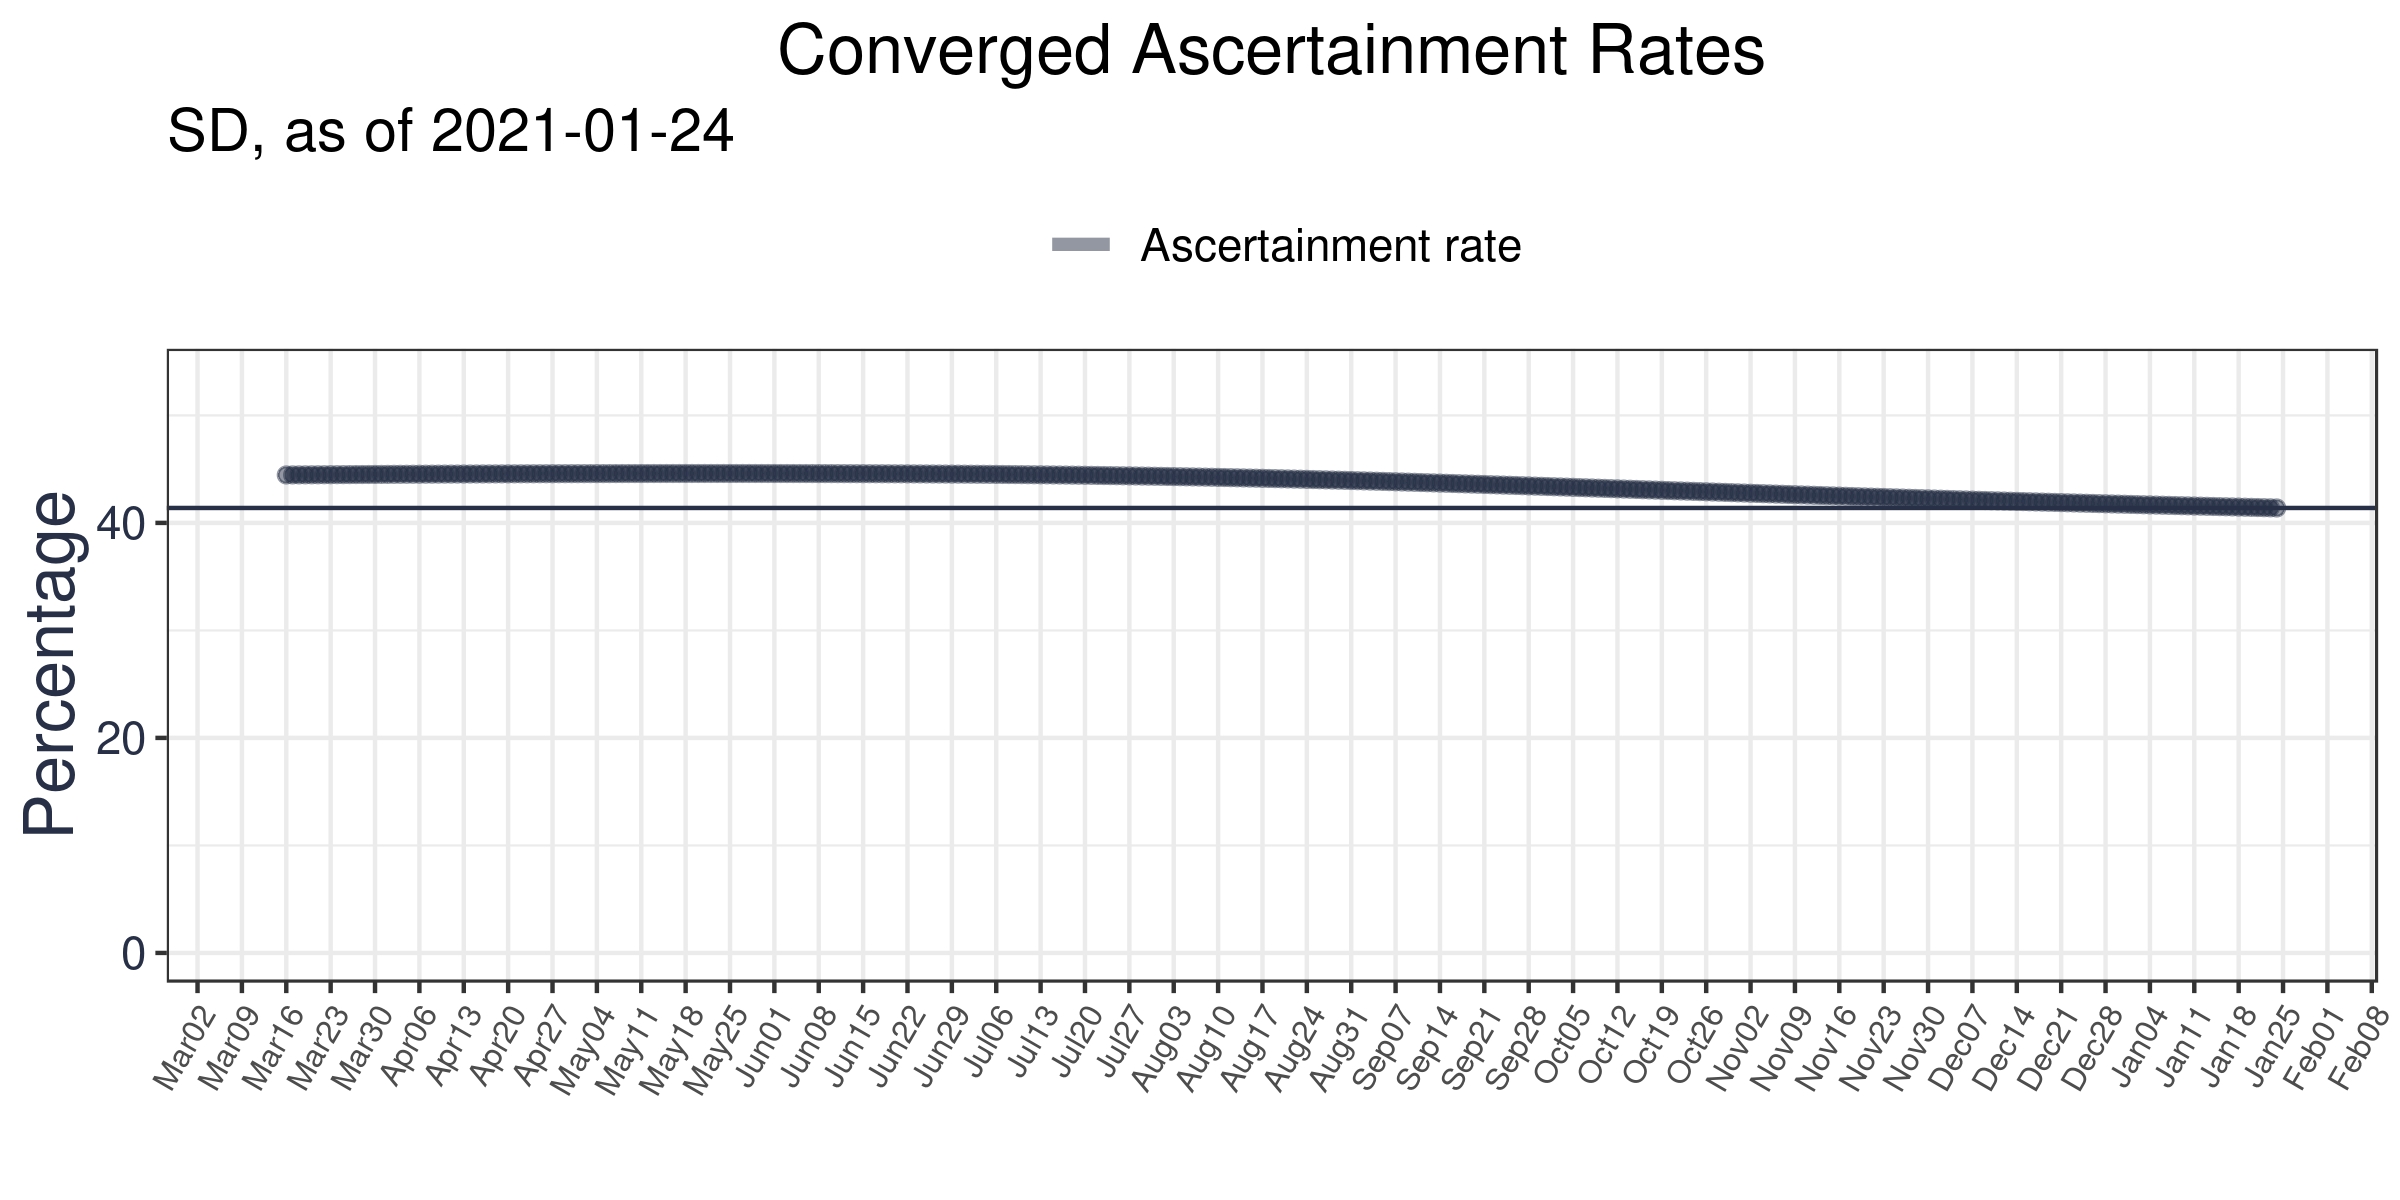 Converged Ascertainment Rates
SD, as of 2021-01-24
Ascertainment rate
Percentage
40
20
0
Mar02
Mar09
Mar16
Mar23
Mar30
Apr06
Apr13
Apr20
Apr27
May04
May11
May18
May25
Jun01
Jun08
Jun15
Jun22
Jun29
Jul06
Jul13
Jul20
Jul27
Aug03
Aug10
Aug17
Aug24
Aug31
Sep07
Sep14
Sep21
Sep28
Oct05
Oct12
Oct19
Oct26
Nov02
Nov09
Nov16
Nov23
Nov30
Dec07
Dec14
Dec21
Dec28
Jan04
Jan11
Jan18
Jan25
Feb01
Feb08